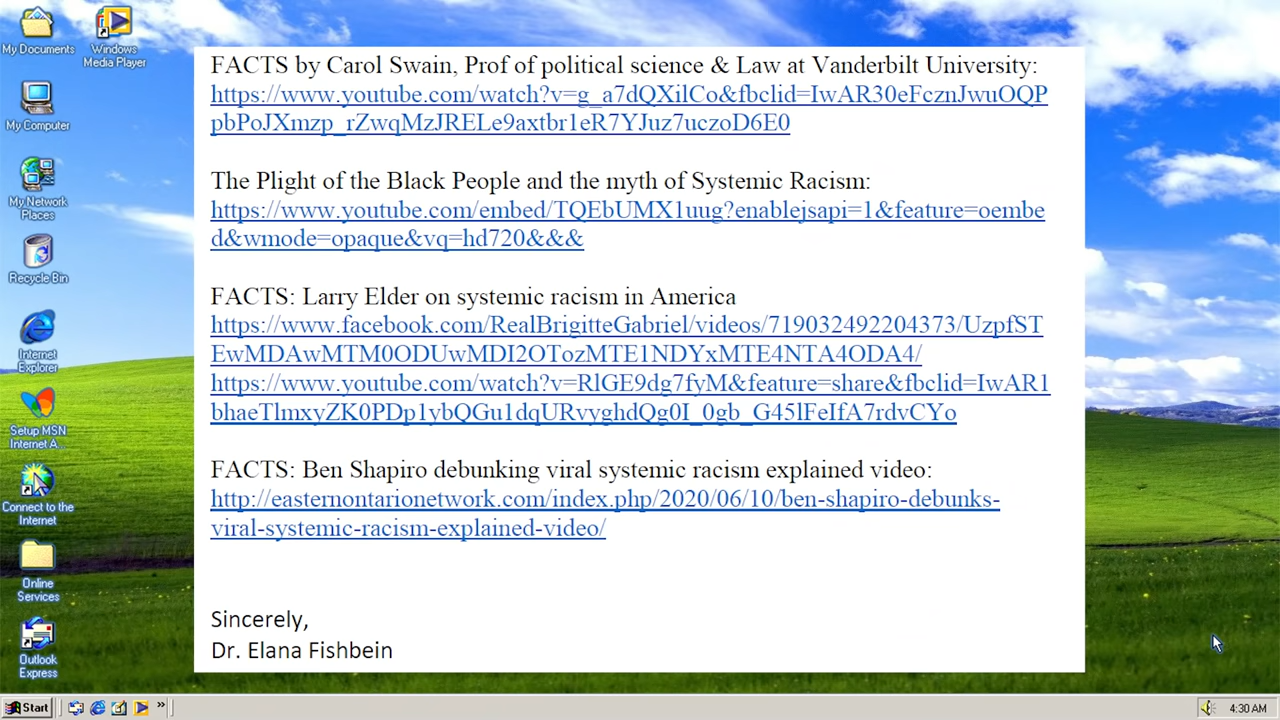 My Documents
Windows
Media Player
My Computer
My Network
Places
Recycle Bin
Internet
Explorer
Setup MSN
Internet A...
Connect to the
Internet
Online
Services
Outlook
Express
FACTS by Carol Swain, Prof of political science & Law at Vanderbilt University:
https://www.youtube.com/watch?v=g_a7dQXilCo&fbclid=IwAR30eFcznJwuOQP
pbPoJXmzp_rZwqMzJRELe9axtbr1eR7YJuz7uczoD6E0
The Plight of the Black People and the myth of Systemic Racism:
https://www.youtube.com/embed/TQEbUMX1uug?enablejsapi=1&feature=oembe
d&wmode=opaque&vq=hd720&&&
FACTS: Larry Elder on systemic racism in America
https://www.facebook.com/RealBrigitteGabriel/videos/719032492204373/UzpfST
EwMDAwMTM0ODUwMDI2OTozMTE1NDYxMTE4NTA4ODA4/
https://www.youtube.com/watch?v=RlGE9dg7fyM&feature=share&fbclid=IwAR1
bhaeTlmxyZK0PDp1ybQGu1dqURvyghdQg0I_0gb_G45lFeIfA7rdvCYo
FACTS: Ben Shapiro debunking viral systemic racism explained video:
http://easternontarionetwork.com/index.php/2020/06/10/ben-shapiro-debunks-
viral-systemic-racism-explained-video/
Sincerely,
Dr. Elana Fishbein
Start
4:30 AM